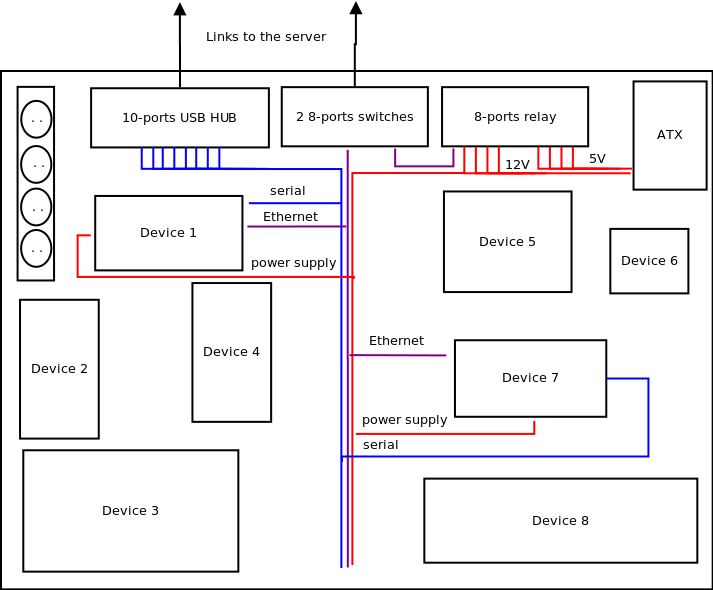 Links to the server
10-ports USB HUB
2 8-ports switches
8-ports relay
ATX
. .
12V
5V
. .
serial
Ethernet
. .
Device 1
Device 5
. .
power supply
Device 6
Device 2
Device 4
Ethernet
Device 7
power supply
serial
Device 3
Device 8